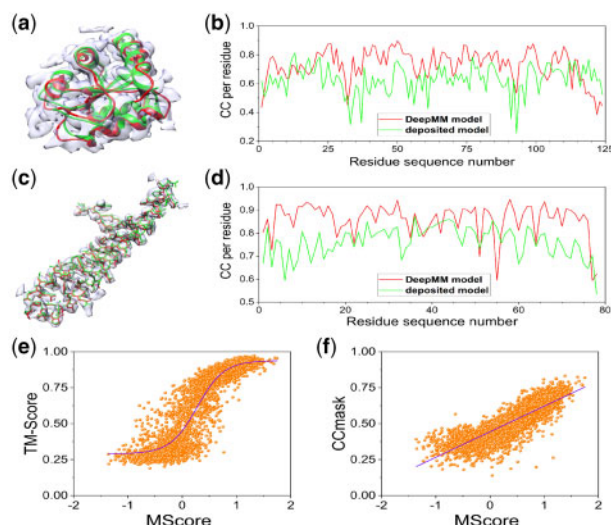 (a)
(b)
CC per residue
1.0
0.8
0.6
0.4
0.2
DeepMM model
deposited model
0 25 50 75 100 125
Residue sequence number
(c)
(d)
CC per residue
1.0
0.9
0.8
0.7
0.6
0.5
DeepMM model
deposited model
0 20 40 60 80
Residue sequence number
(e)
TM-Score
1.00
0.75
0.50
0.25
0.00
-2 -1 0 1 2
MScore
(f)
CCmask
1.00
0.75
0.50
0.25
0.00
-2 -1 0 1 2
MScore